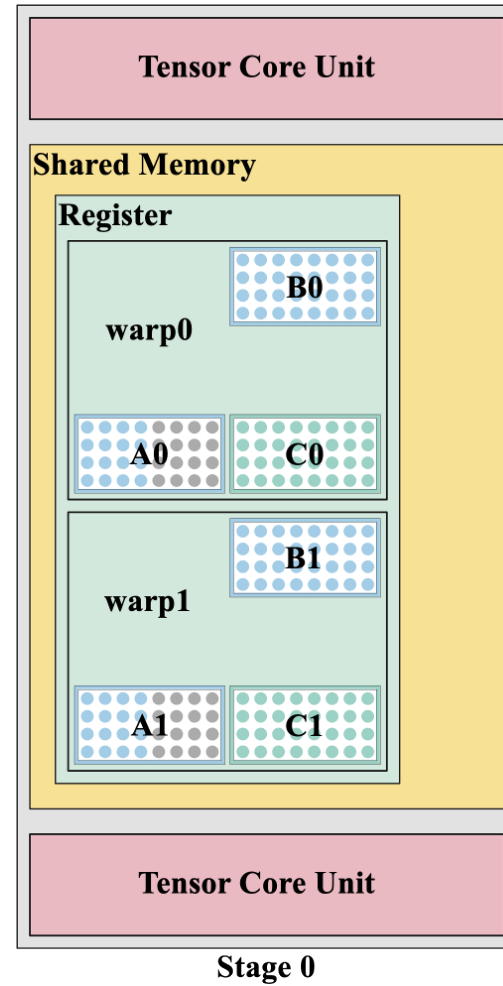 Tensor Core Unit
Shared Memory
Register
B0
warp0
A0
C0
B1
warp1
A1
C1
Tensor Core Unit
Stage 0